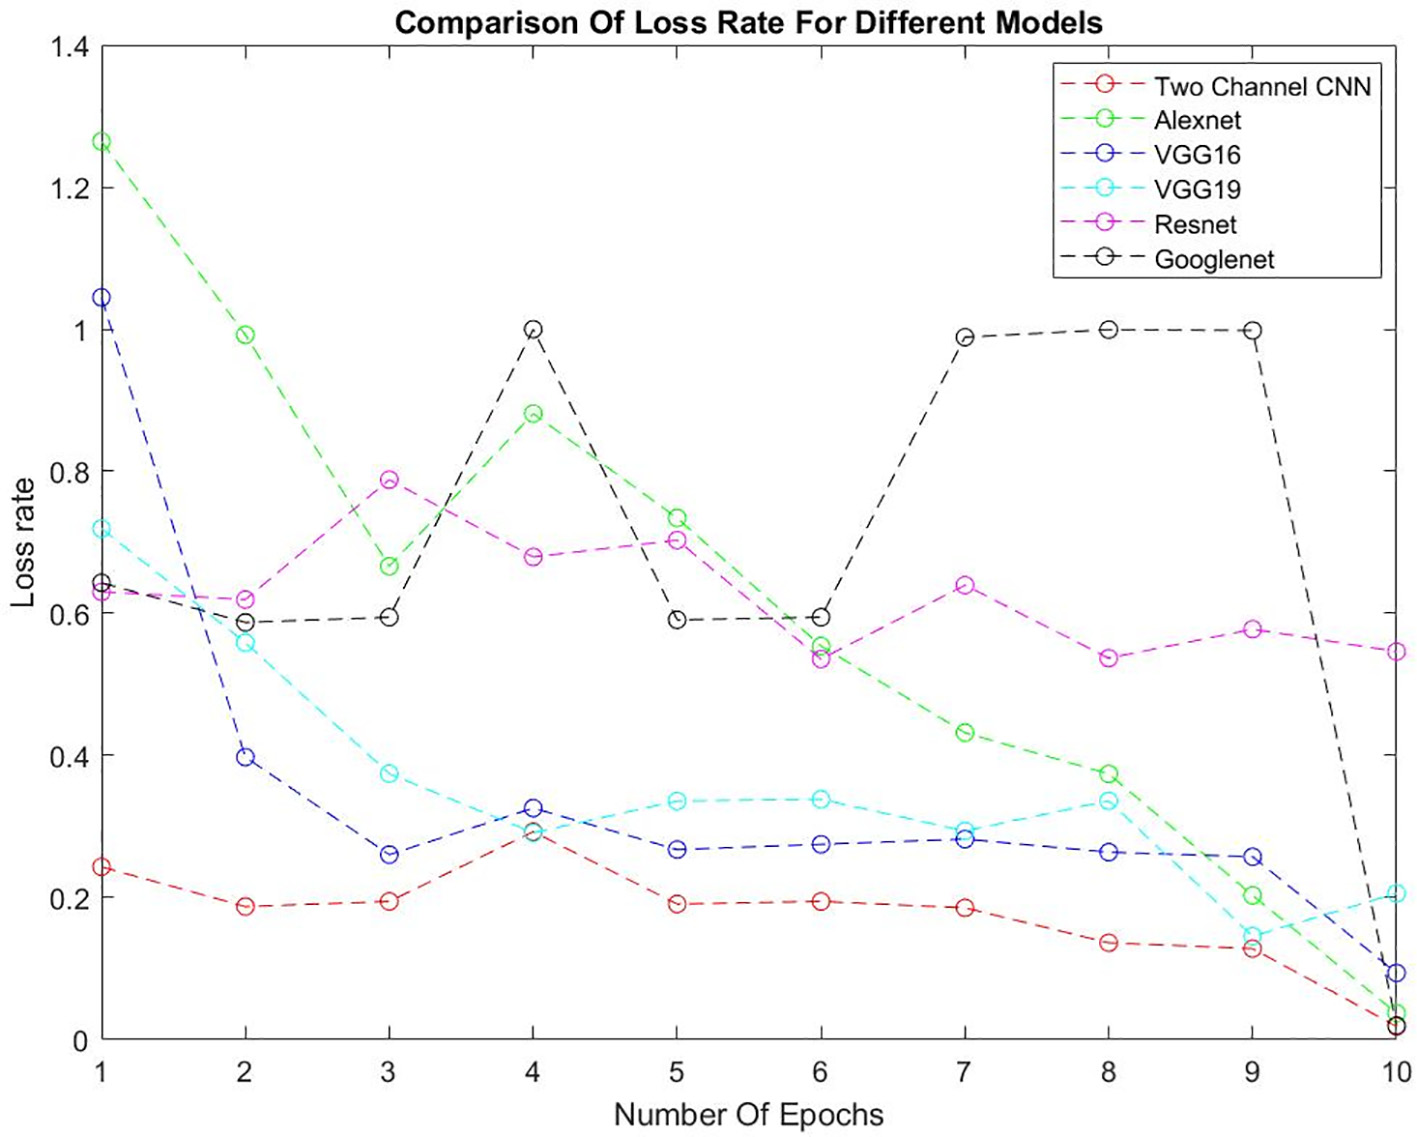 Comparison Of Loss Rate For Different Models
1.4
1.2
1
0.8
0.6
0.4
0.2
0
Loss rate
Two Channel CNN
Alexnet
VGG16
VGG19
Resnet
Googlenet
1 2 3 4 5 6 7 8 9 10
Number Of Epochs